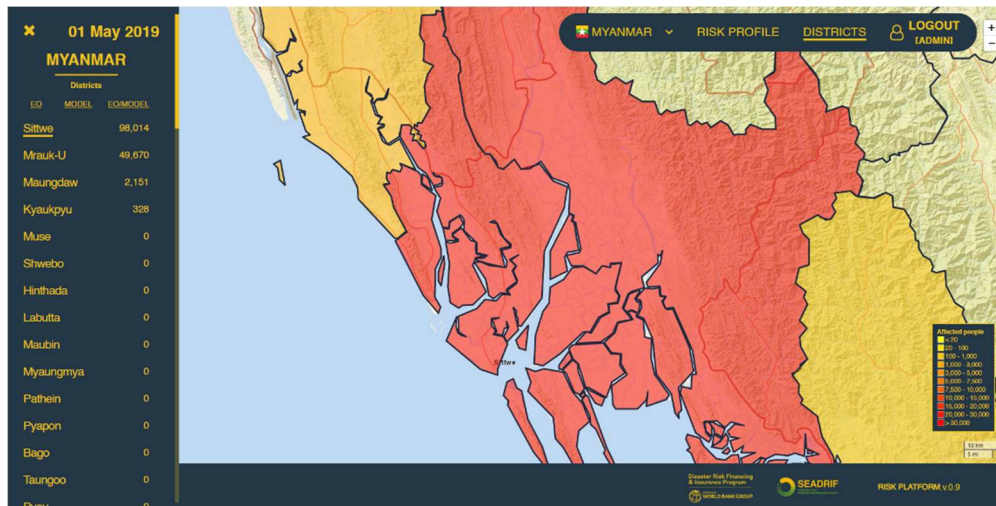 ✖ 01 May 2019
MYANMAR
Districts
EO MODEL EO/MODEL
Sittwe 98,014
Mrauk-U 49,670
Maungdaw 2,151
Kyaukpyu 328
Muse 0
Shwebo 0
Hinthada 0
Labutta 0
Maubin 0
Myaungmya 0
Pathein 0
Pyapon 0
Bago 0
Taungoo 0
MYANMAR RISK PROFILE DISTRICTS LOGOUT
[ADMIN]
+
−
Sittwe
Affected people
< 20
20 - 100
100 - 1,000
1,000 - 3,000
3,000 - 5,000
5,000 - 7,500
7,500 - 10,000
10,000 - 15,000
15,000 - 20,000
20,000 - 30,000
> 30,000
10 km
5 mi
Disaster Risk Financing
& Insurance Program
WORLD BANK GROUP
SEADRIF
RISK PLATFORM v.0.9